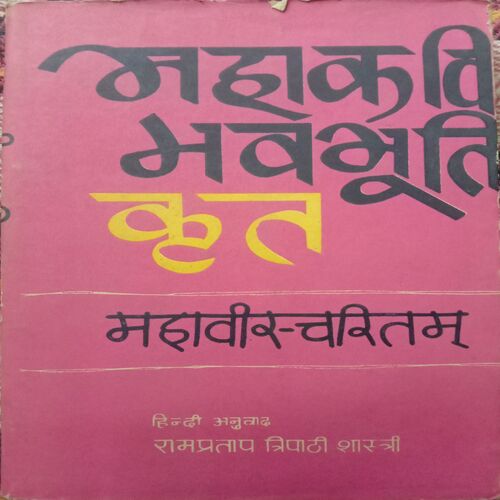 महाकवि
भवभूति
कृत
महावीर-चरितम्
हिन्दी अनुवाद
रामप्रताप त्रिपाठी शास्त्री